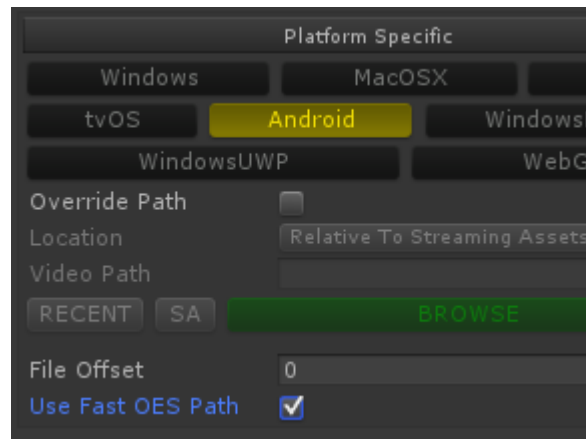 Platform Specific
Windows MacOSX
tvOS Android Windows
WindowsUWP WebG
Override Path
Location Relative To Streaming Assets
Video Path
RECENT SA BROWSE
File Offset 0
Use Fast OES Path